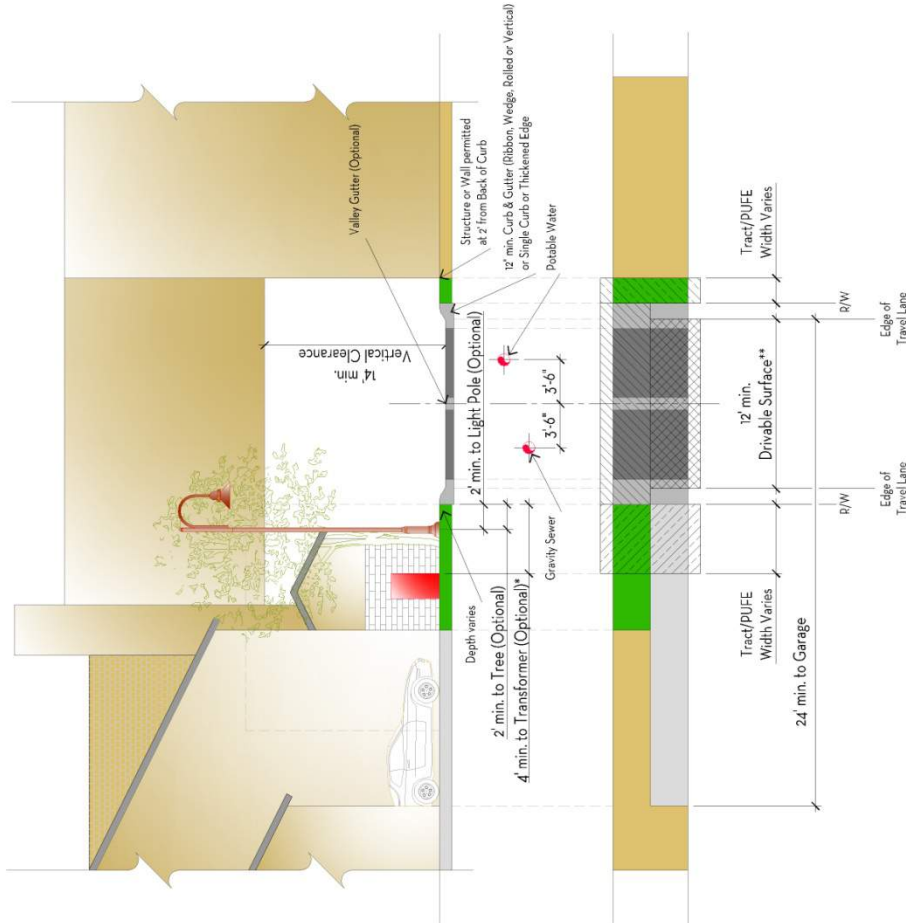 Valley Gutter (Optional)
Structure or Wall permitted
at 2' from Back of Curb
12" min. Curb & Gutter (Ribbon, Wedge, Rolled or Vertical)
or Single Curb or Thickened Edge
Potable Water
14' min.
Vertical Clearance
2' min. to Light Pole (Optional)
3'-6"
3'-6"
Gravity Sewer
Depth varies
2' min. to Tree (Optional)
4' min. to Transformer (Optional)*
Tract/PUFE
Width Varies
R/W
Edge of
Travel Lane
12' min.
Drivable Surface**
Edge of
Travel Lane
R/W
Tract/PUFE
Width Varies
24' min. to Garage